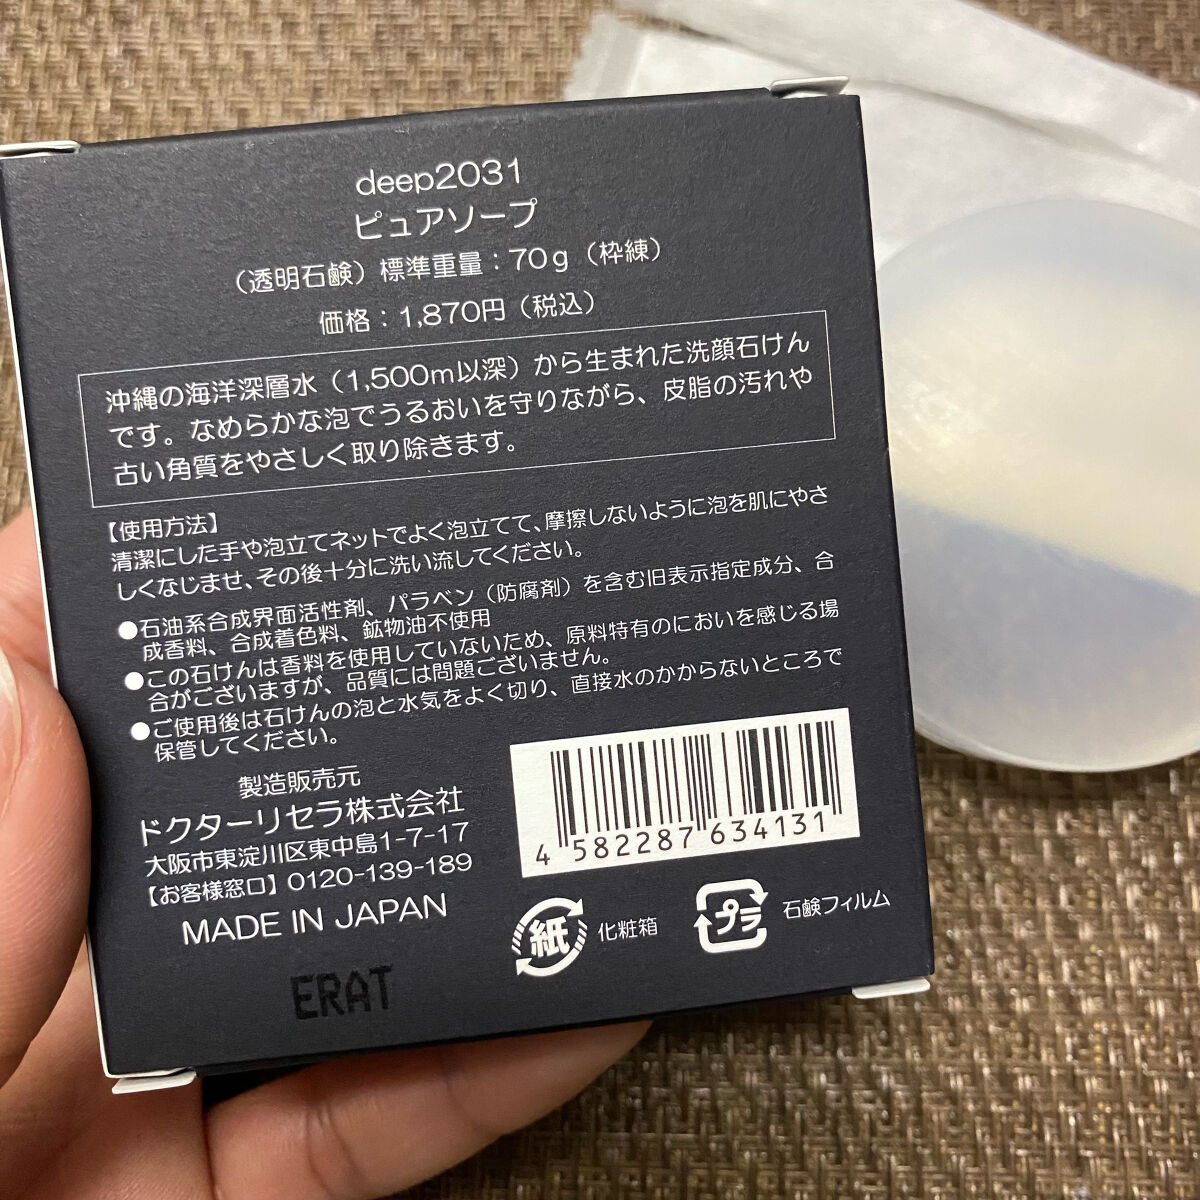 deep2031
ピュアソープ
（透明石鹸）標準重量：70g（枠練）
価格：1,870円（税込）
沖縄の海洋深層水（1,500m以深）から生まれた洗顔石けん
です。なめらかな泡でうるおいを守りながら、皮脂の汚れや
古い角質をやさしく取り除きます。
【使用方法】
清潔にした手や泡立てネットでよく泡立てて、摩擦しないように泡を肌にやさ
しくなじませ、その後十分に洗い流してください。
●石油系合成界面活性剤、パラベン（防腐剤）を含む旧表示指定成分、合
成香料、合成着色料、鉱物油不使用
●この石けんは香料を使用していないため、原料特有のにおいを感じる場
合がございますが、品質には問題ございません。
●ご使用後は石けんの泡と水気をよく切り、直接水のかからないところで
保管してください。
製造販売元
ドクターリセラ株式会社
大阪市東淀川区東中島1-7-17
【お客様窓口】0120-139-189
MADE IN JAPAN
4 582287 634131
紙 化粧箱
プラ 石鹸フィルム
ERAT